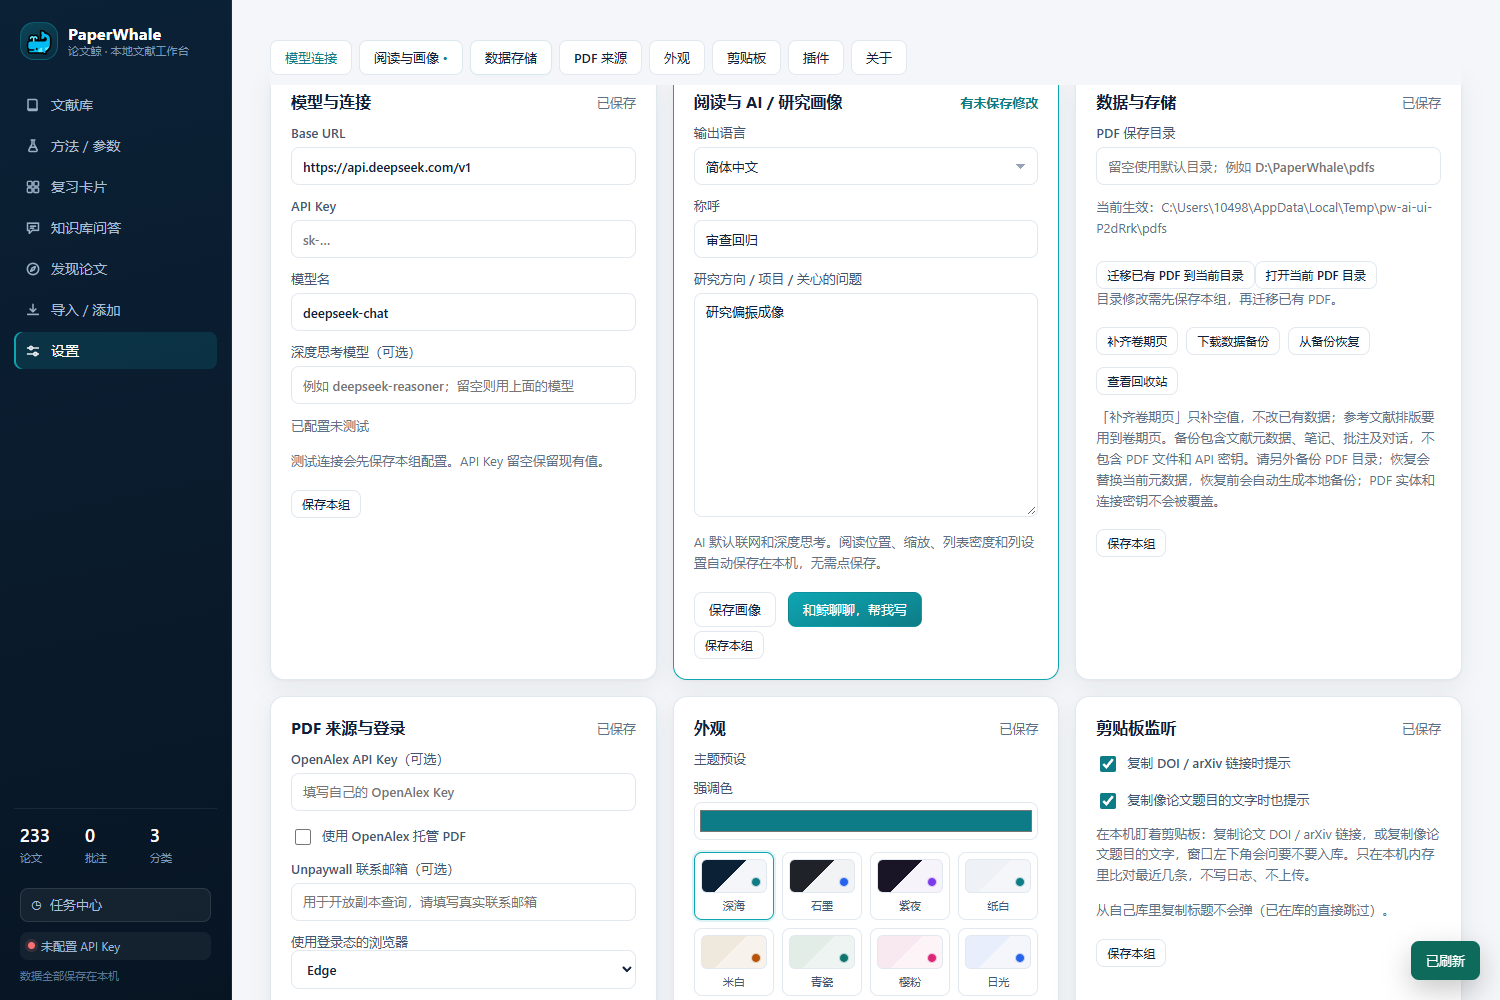 PaperWhale
论文鲸 · 本地文献工作台
文献库
方法 / 参数
复习卡片
知识库问答
发现论文
导入 / 添加
设置
233
0
3
论文
批注
分类
任务中心
未配置 API Key
数据全部保存在本机
模型连接
阅读与画像 •
数据存储
PDF 来源
外观
剪贴板
插件
关于
模型与连接
已保存
Base URL
https://api.deepseek.com/v1
API Key
sk-...
模型名
deepseek-chat
深度思考模型（可选）
例如 deepseek-reasoner；留空则用上面的模型
已配置未测试
测试连接会先保存本组配置。API Key 留空保留现有值。
保存本组
阅读与 AI / 研究画像
有未保存修改
输出语言
简体中文
称呼
审查回归
研究方向 / 项目 / 关心的问题
研究偏振成像
AI 默认联网和深度思考。阅读位置、缩放、列表密度和列设
置自动保存在本机，无需点保存。
保存画像
和鲸聊聊，帮我写
保存本组
数据与存储
已保存
PDF 保存目录
留空使用默认目录；例如 D:\PaperWhale\pdfs
当前生效：C:\Users\10498\AppData\Local\Temp\pw-ai-ui-
P2dRrk\pdfs
迁移已有 PDF 到当前目录
打开当前 PDF 目录
目录修改需先保存本组，再迁移已有 PDF。
补齐卷期页
下载数据备份
从备份恢复
查看回收站
「补齐卷期页」只补空值，不改已有数据；参考文献排版要
用到卷期页。备份包含文献元数据、笔记、批注及对话，不
包含 PDF 文件和 API 密钥。请另外备份 PDF 目录；恢复会
替换当前元数据，恢复前会自动生成本地备份；PDF 实体和
连接密钥不会被覆盖。
保存本组
PDF 来源与登录
已保存
OpenAlex API Key（可选）
填写自己的 OpenAlex Key
使用 OpenAlex 托管 PDF
Unpaywall 联系邮箱（可选）
用于开放副本查询，请填写真实联系邮箱
使用登录态的浏览器
Edge
外观
已保存
主题预设
强调色
深海
石墨
紫夜
纸白
米白
青瓷
樱粉
日光
剪贴板监听
已保存
复制 DOI / arXiv 链接时提示
复制像论文题目的文字时也提示
在本机盯着剪贴板：复制论文 DOI / arXiv 链接，或复制像论
文题目的文字，窗口左下角会问要不要入库。只在本机内存
里比对最近几条，不写日志、不上传。
从自己库里复制标题不会弹（已在库的直接跳过）。
保存本组
已刷新